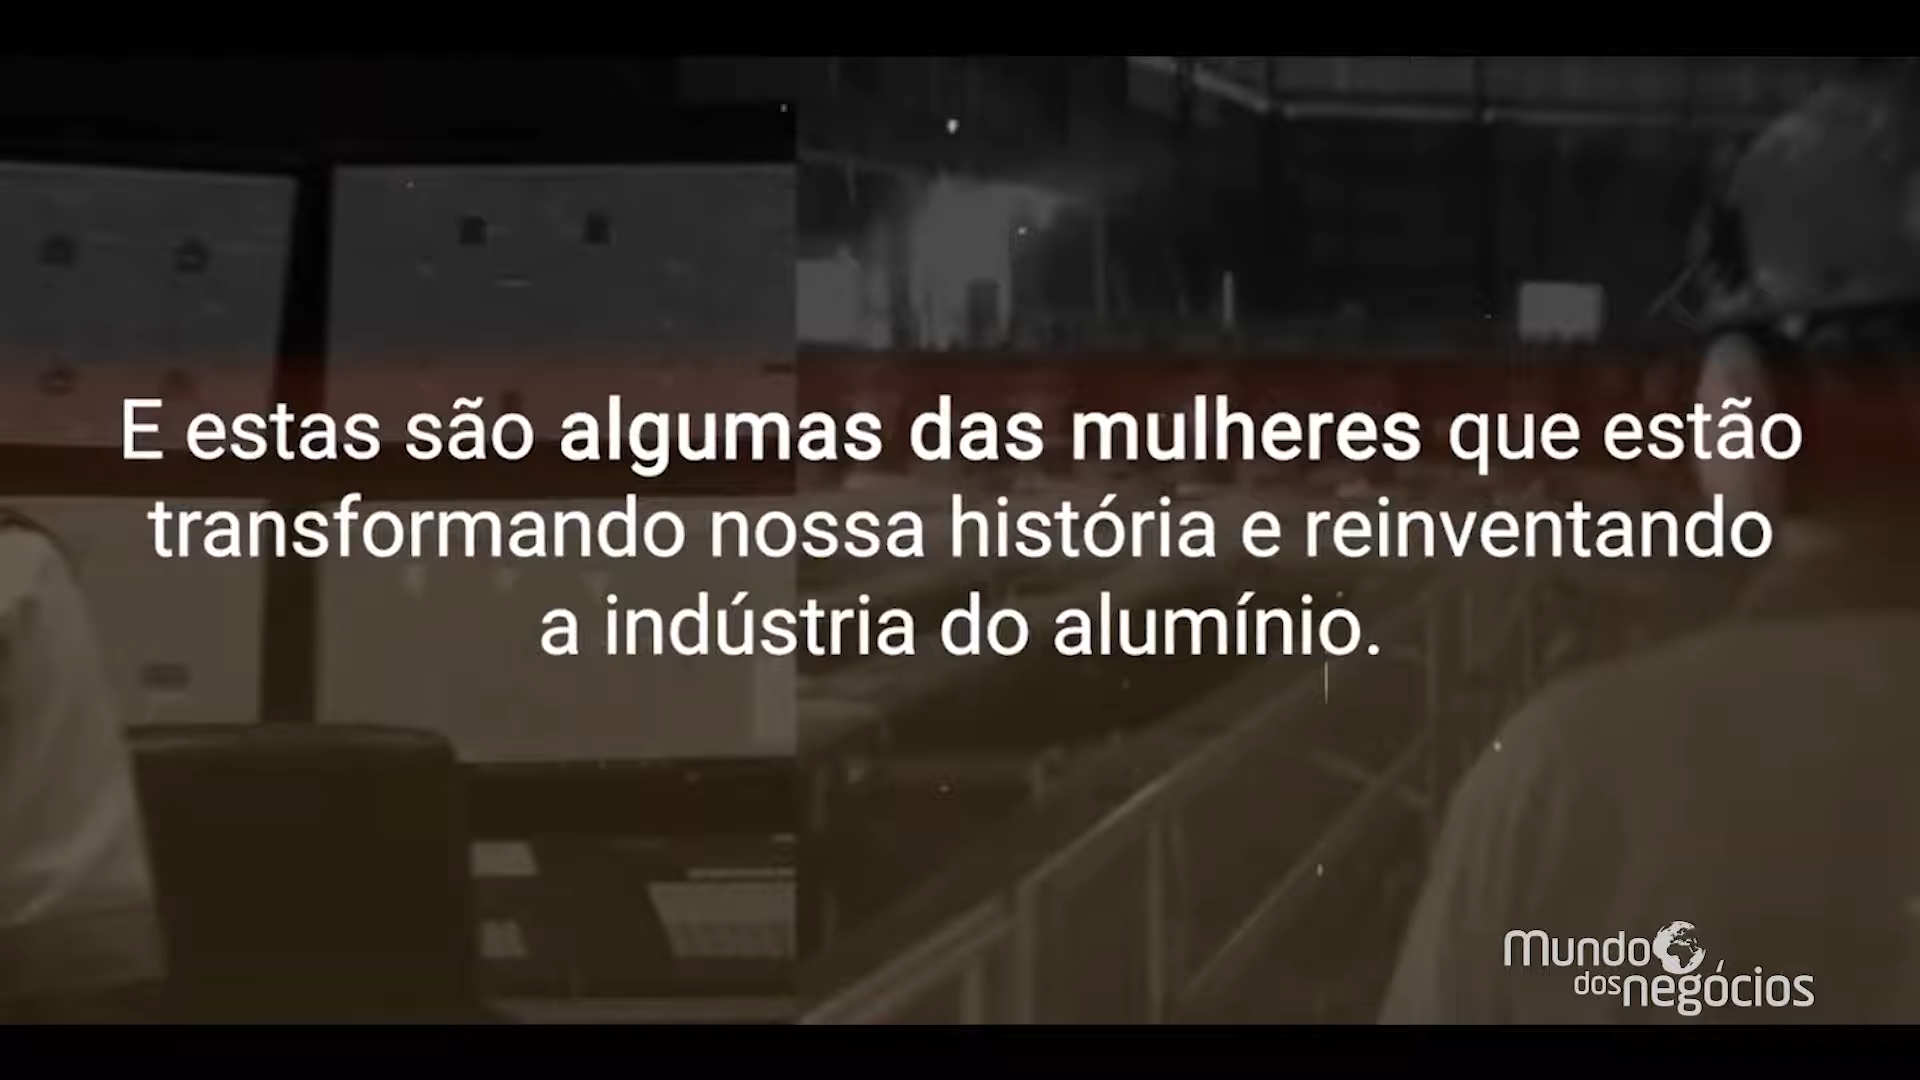 E estas são algumas das mulheres que estão
transformando nossa história e reinventando
a indústria do alumínio.
Mundo
dos negócios